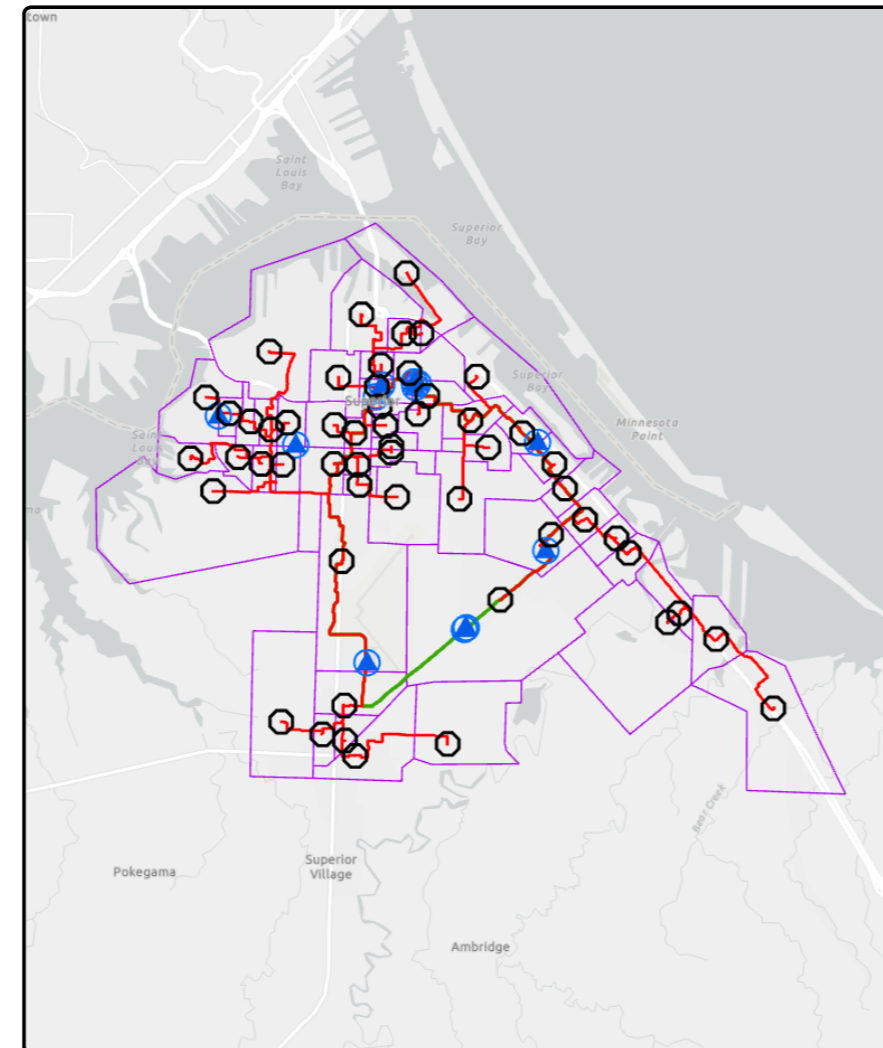 town
Saint
Louis
Bay
Superior
Bay
Superior
Bay
Superior
Minnesota
Point
Saint
Louis
Bay
Bear Creek
Pokegama
Superior
Village
Ambridge